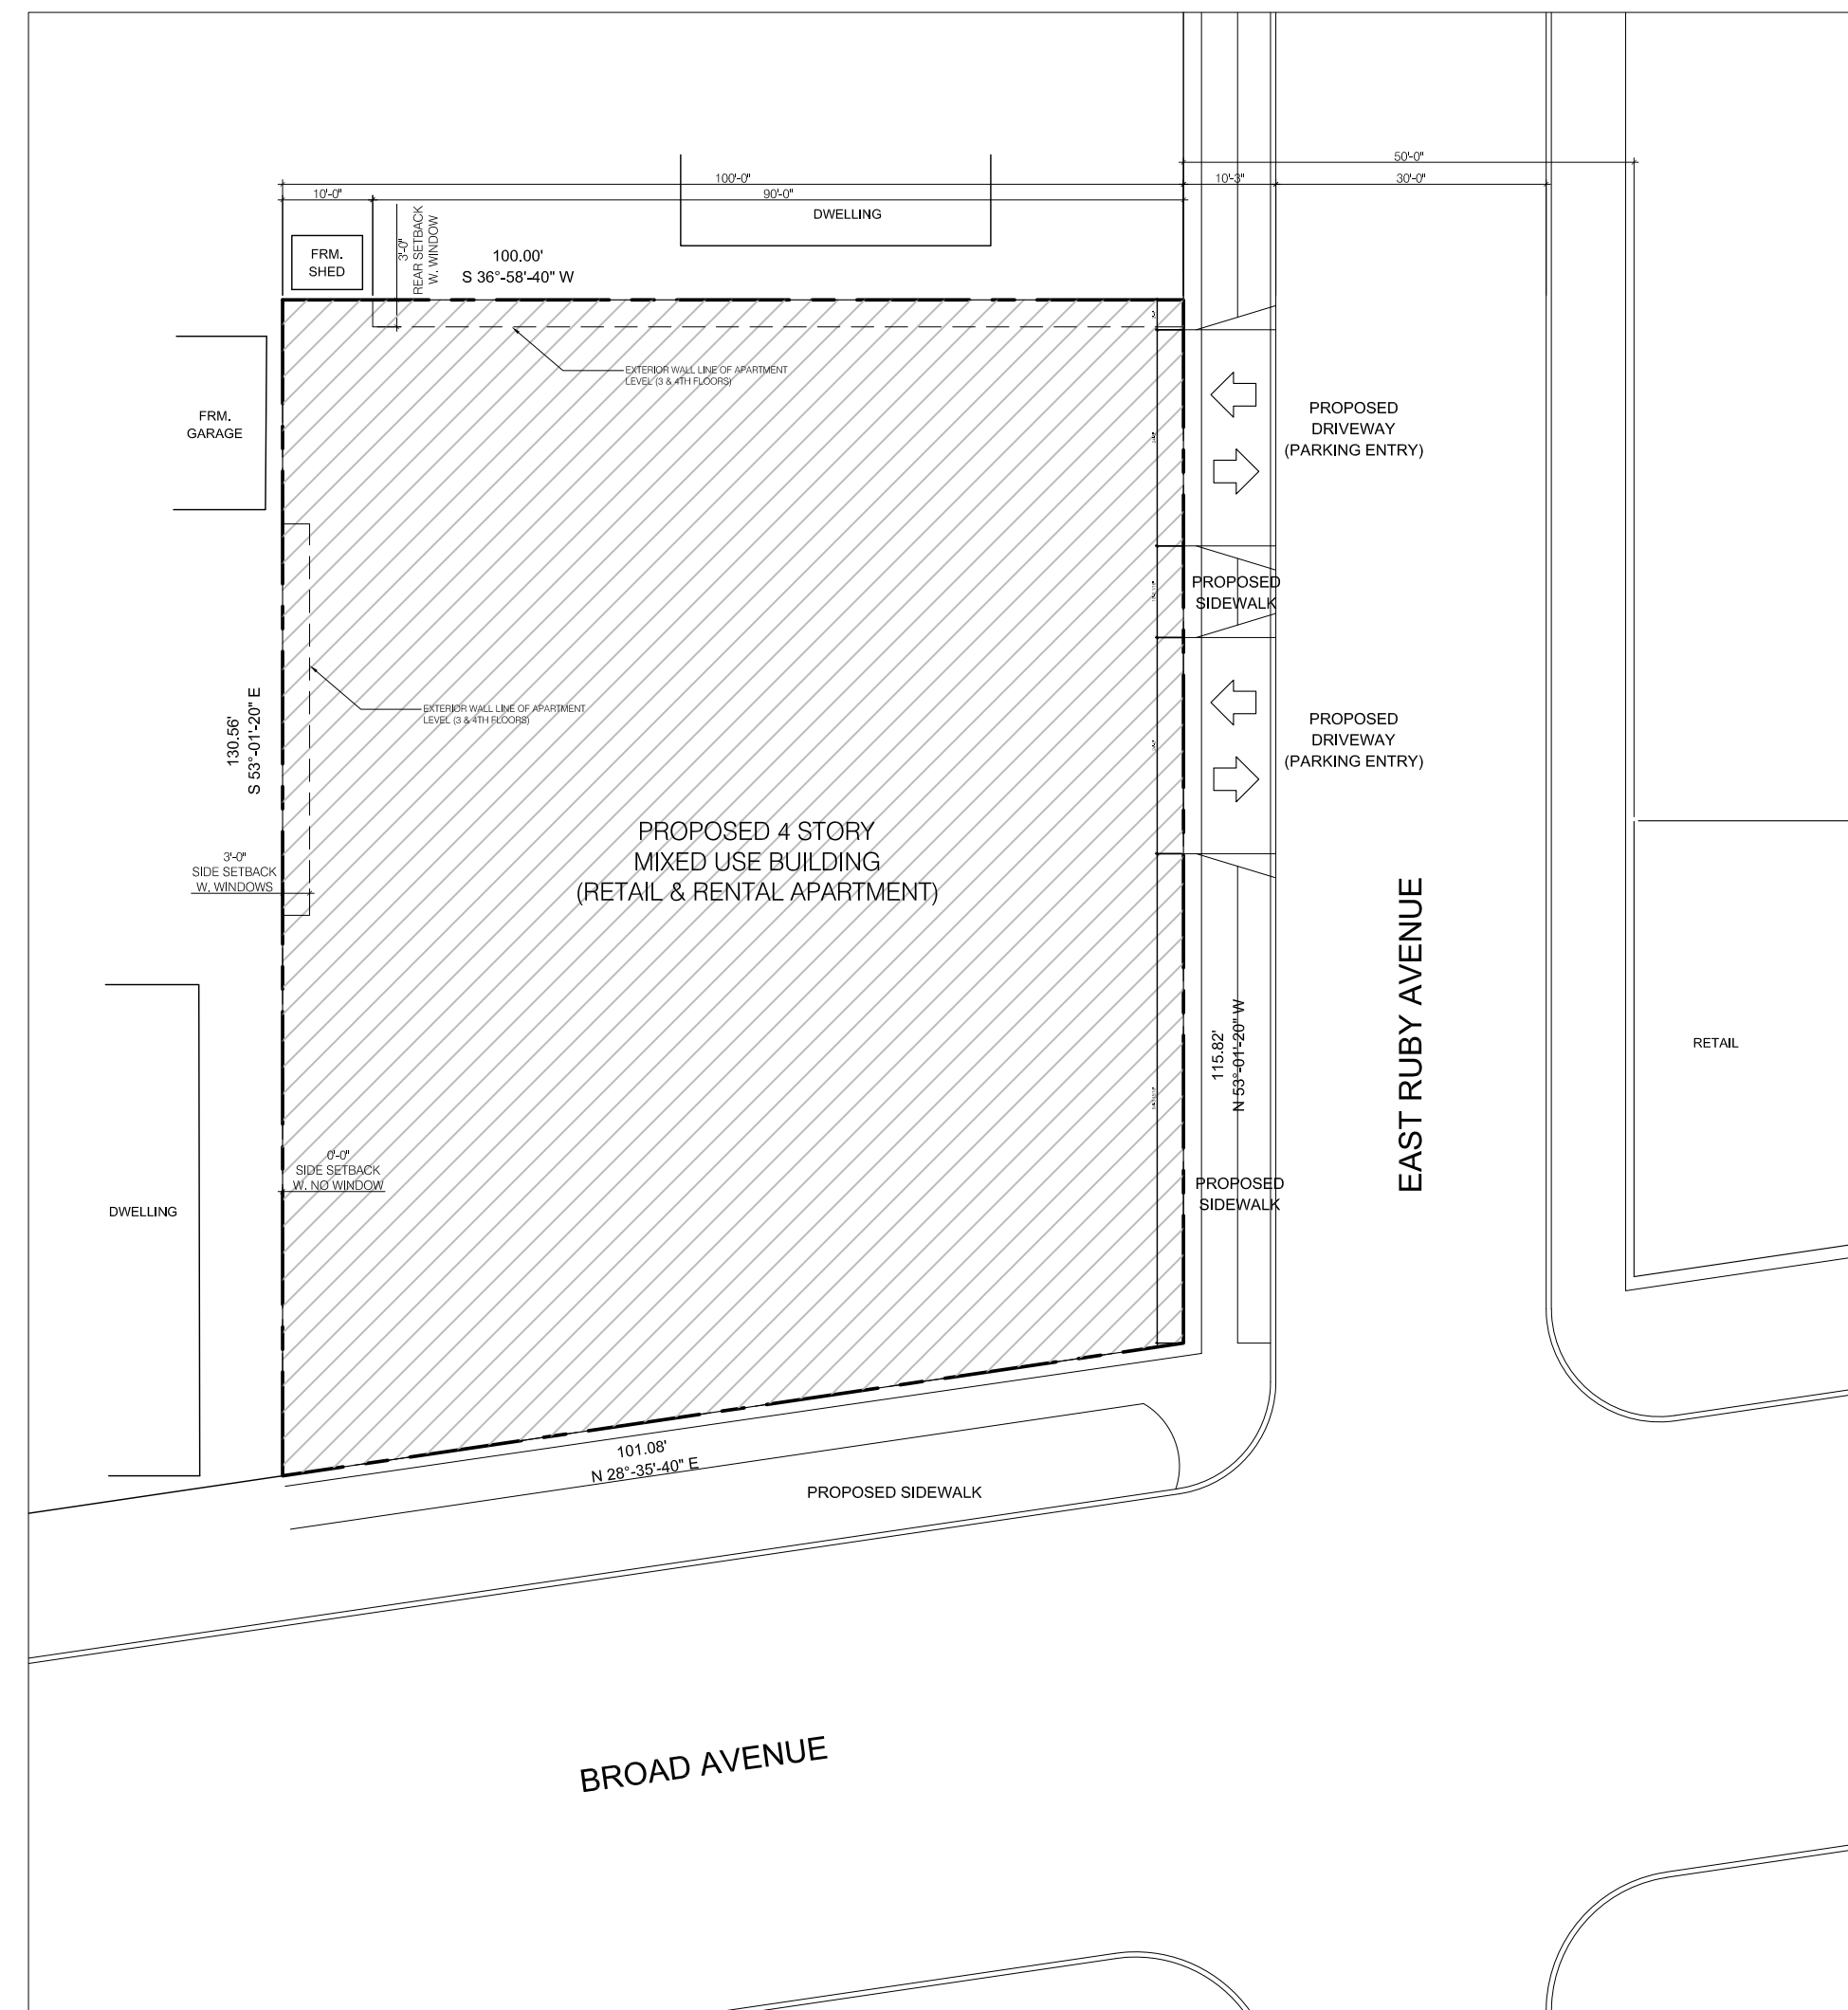 50'-0"
100'-0"
10'-3"
30'-0"
10'-0"
90'-0"
DWELLING
3'-0"
REAR SETBACK
W. WINDOW
FRM.
SHED
100.00'
S 36°-58'-40" W
EXTERIOR WALL LINE OF APARTMENT
LEVEL (3 & 4TH FLOORS)
FRM.
GARAGE
PROPOSED
DRIVEWAY
(PARKING ENTRY)
PROPOSED
SIDEWALK
130.56'
S 53°-01'-20" E
EXTERIOR WALL LINE OF APARTMENT
LEVEL (3 & 4TH FLOORS)
PROPOSED
DRIVEWAY
(PARKING ENTRY)
PROPOSED 4 STORY
MIXED USE BUILDING
(RETAIL & RENTAL APARTMENT)
3'-0"
SIDE SETBACK
W. WINDOWS
EAST RUBY AVENUE
115.82'
N 53°-01'-20" W
RETAIL
0'-0"
SIDE SETBACK
W. NO WINDOW
DWELLING
PROPOSED
SIDEWALK
101.08'
N 28°-35'-40" E
PROPOSED SIDEWALK
BROAD AVENUE